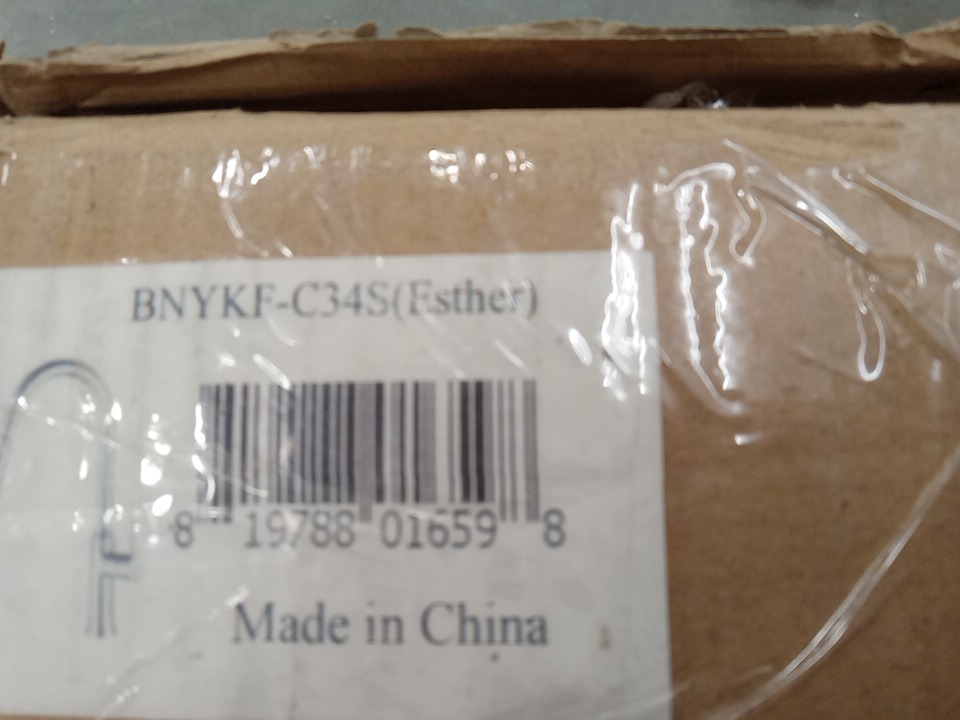 BNYKF-C34S(Esther)
8 19788 01659 8
Made in China